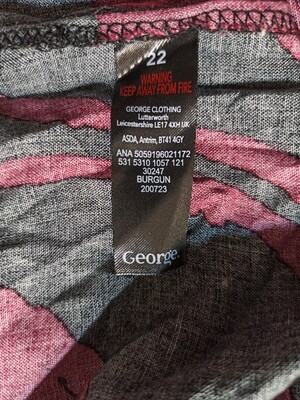 22
WARNING
KEEP AWAY FROM FIRE
GEORGE CLOTHING
Lutterworth
Leicestershire LE17 4XH UK
ASDA, Antrim, BT41 4GY
ANA 5059196021172
531 5310 1057 121
30247
BURGUN
200723
George.